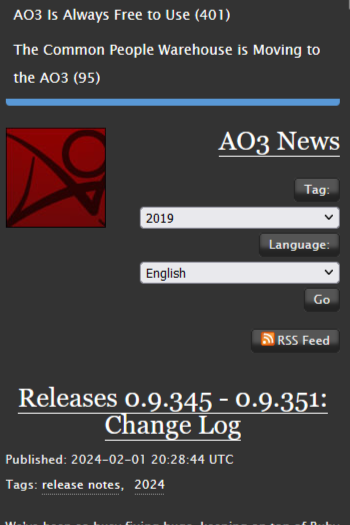 AO3 Is Always Free to Use (401)
The Common People Warehouse is Moving to
the AO3 (95)
AO3 News
Tag:
2019
Language:
English
Go
RSS Feed
Releases 0.9.345 - 0.9.351:
Change Log
Published: 2024-02-01 20:28:44 UTC
Tags: release notes, 2024